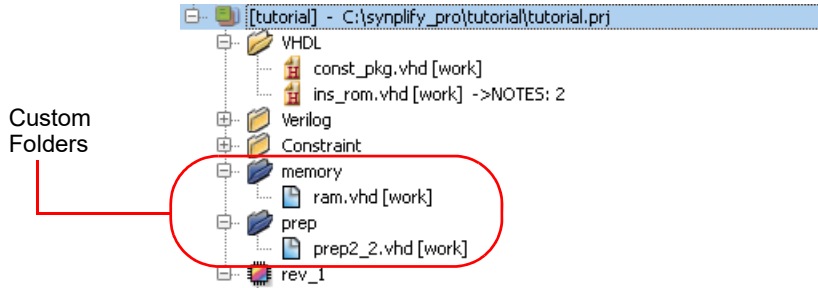 [tutorial] - C:\synplify_pro\tutorial\tutorial.prj
VHDL
const_pkg.vhd [work]
ins_rom.vhd [work] ->NOTES: 2
Verilog
Constraint
memory
ram.vhd [work]
prep
prep2_2.vhd [work]
rev_1
Custom
Folders